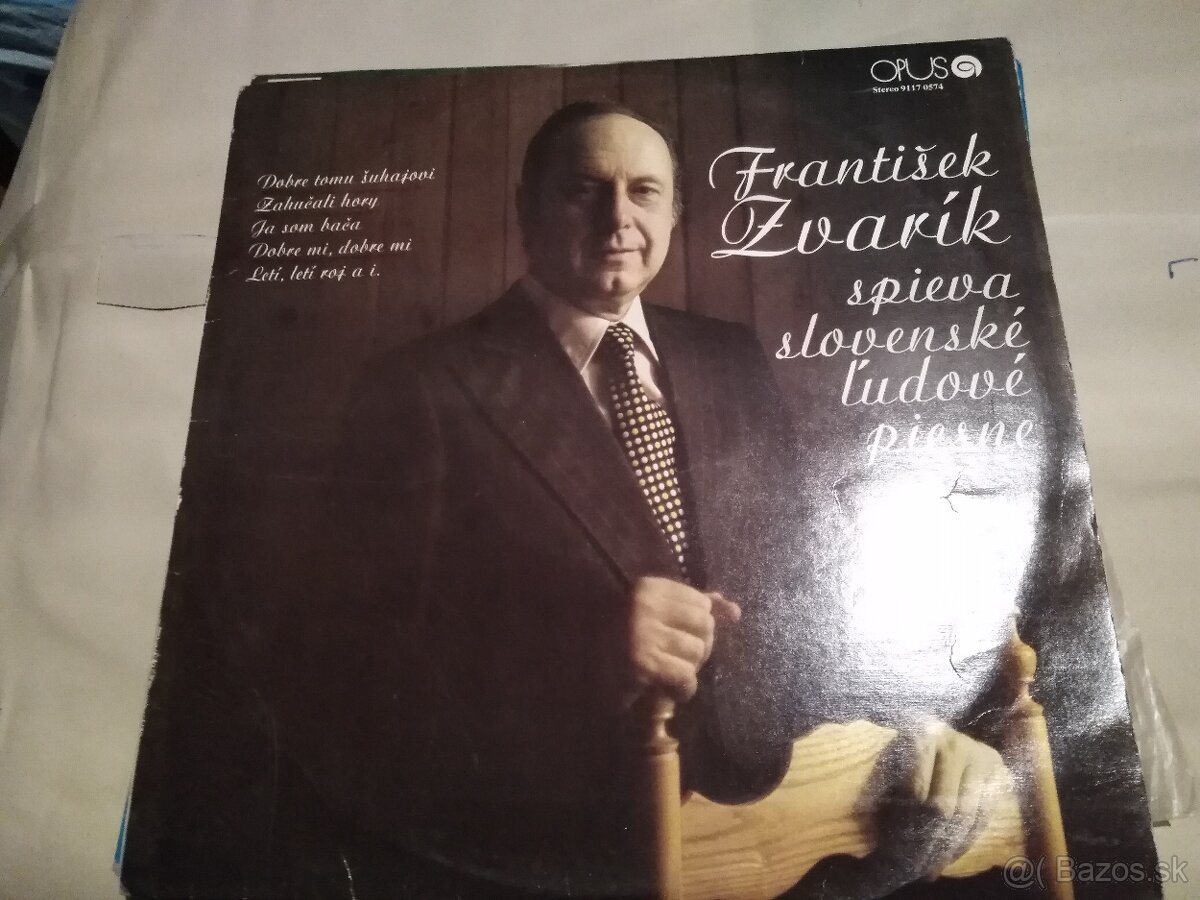 OPUS
Stereo 9117 0574
František
Zvarík
spieva
slovenské
ľudové
piesne
Dobre tomu šuhajovi
Zahučali hory
Ja som bača
Dobre mi, dobre mi
Letí, letí roj a i.
@( Bazos.sk